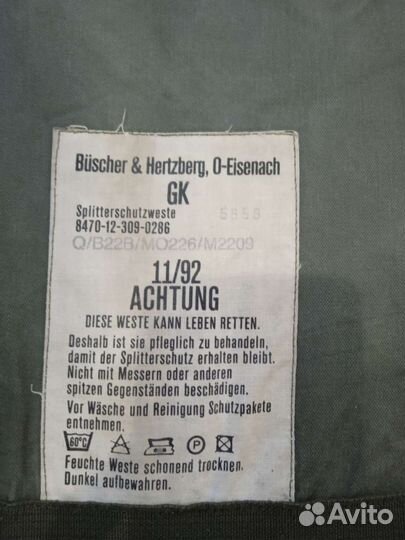 Büscher & Hertzberg, O-Eisenach
GK
Splitterschutzweste 5658
8470-12-309-0286
Q/B22B/MO226/M2209
11/92
ACHTUNG
DIESE WESTE KANN LEBEN RETTEN.
Deshalb ist sie pfleglich zu behandeln,
damit der Splitterschutz erhalten bleibt.
Nicht mit Messern oder anderen
spitzen Gegenständen beschädigen.
Vor Wäsche und Reinigung Schutzpakete
entnehmen.
60°C P
Feuchte Weste schonend trocknen.
Dunkel aufbewahren.
Avito